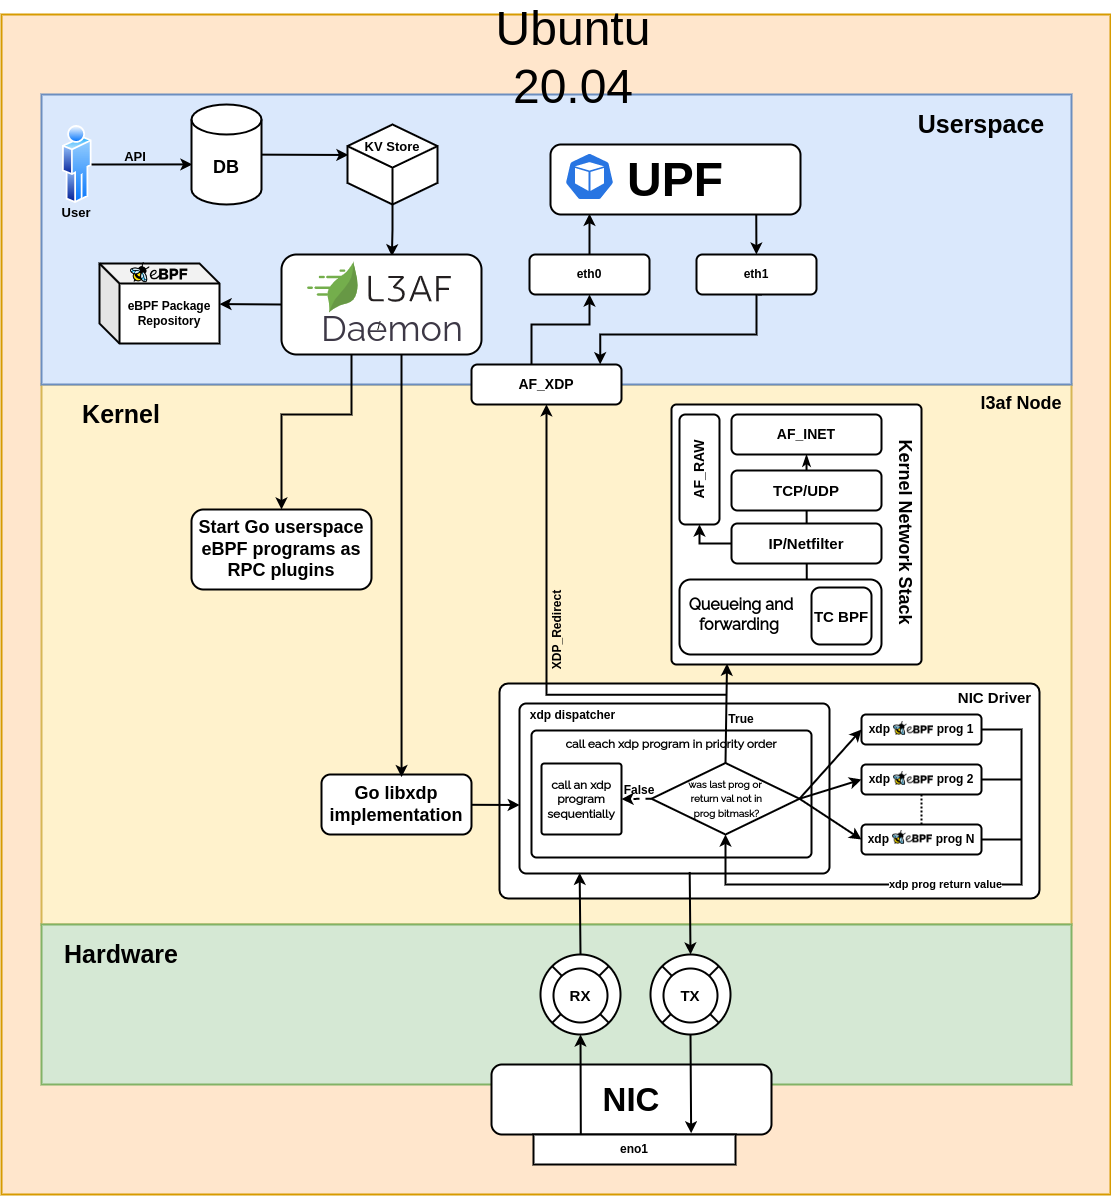 Ubuntu
20.04
Userspace
API
User
DB
KV Store
UPF
eth0
eth1
eBPF
eBPF Package
Repository
L3AF
Daemon
AF_XDP
Kernel
l3af Node
Start Go userspace
eBPF programs as
RPC plugins
XDP_Redirect
AF_RAW
AF_INET
TCP/UDP
IP/Netfilter
Queueing and
forwarding
TC BPF
Kernel Network Stack
NIC Driver
xdp dispatcher
True
call each xdp program in priority order
call an xdp
program
sequentially
False
was last prog or
return val not in
prog bitmask?
xdp eBPF prog 1
xdp eBPF prog 2
xdp eBPF prog N
xdp prog return value
Go libxdp
implementation
Hardware
RX
TX
NIC
eno1